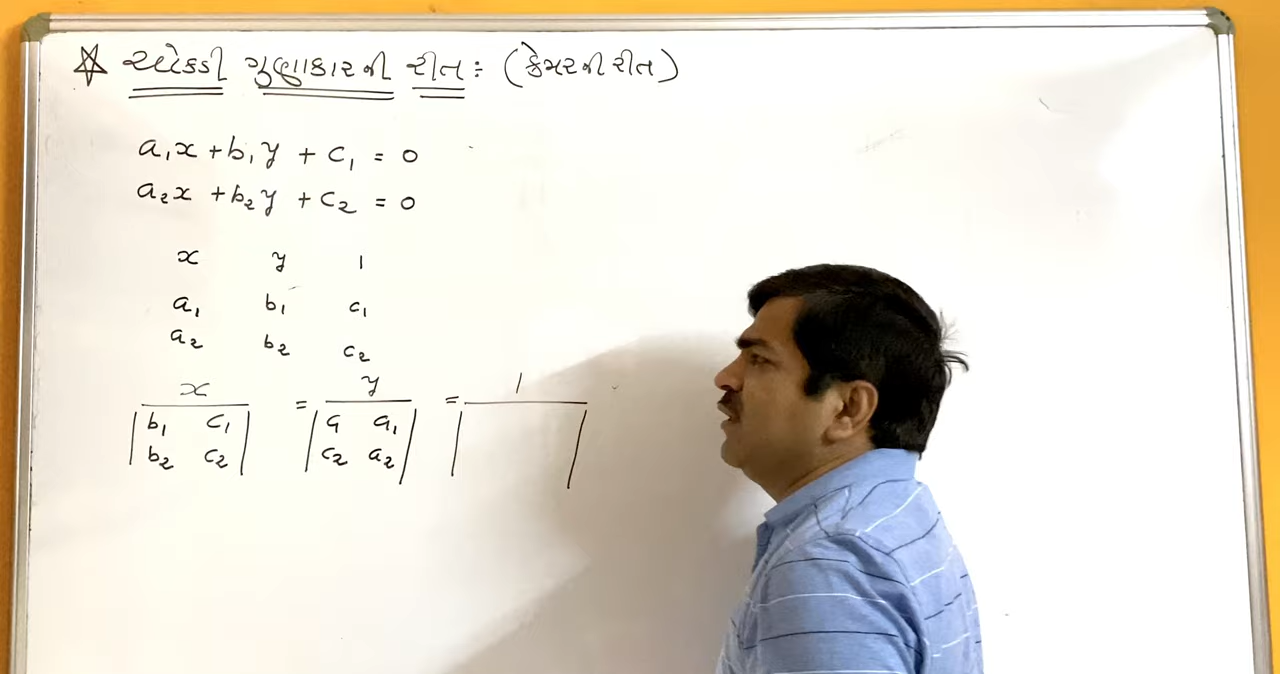 ☆ ચોકડી ગુણાકારની રીત : (ક્રેમરની રીત)
a₁x + b₁y + c₁ = 0
a₂x + b₂y + c₂ = 0
x y 1
a₁ b₁ c₁
a₂ b₂ c₂
x = y = 1
b₁ c₁ c₁ a₁
b₂ c₂ c₂ a₂